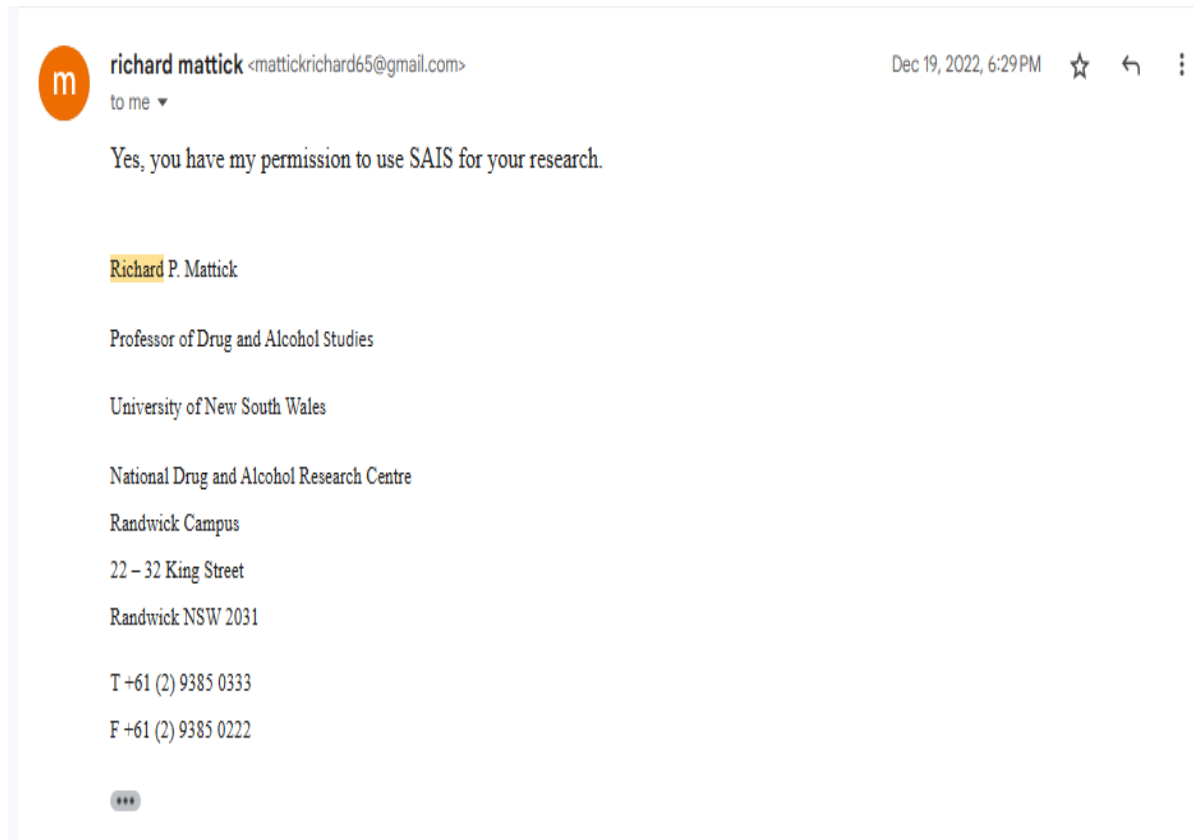 m
richard mattick <mattickrichard65@gmail.com>
Dec 19, 2022, 6:29 PM
to me
Yes, you have my permission to use SAIS for your research.
Richard P. Mattick
Professor of Drug and Alcohol Studies
University of New South Wales
National Drug and Alcohol Research Centre
Randwick Campus
22 – 32 King Street
Randwick NSW 2031
T +61 (2) 9385 0333
F +61 (2) 9385 0222